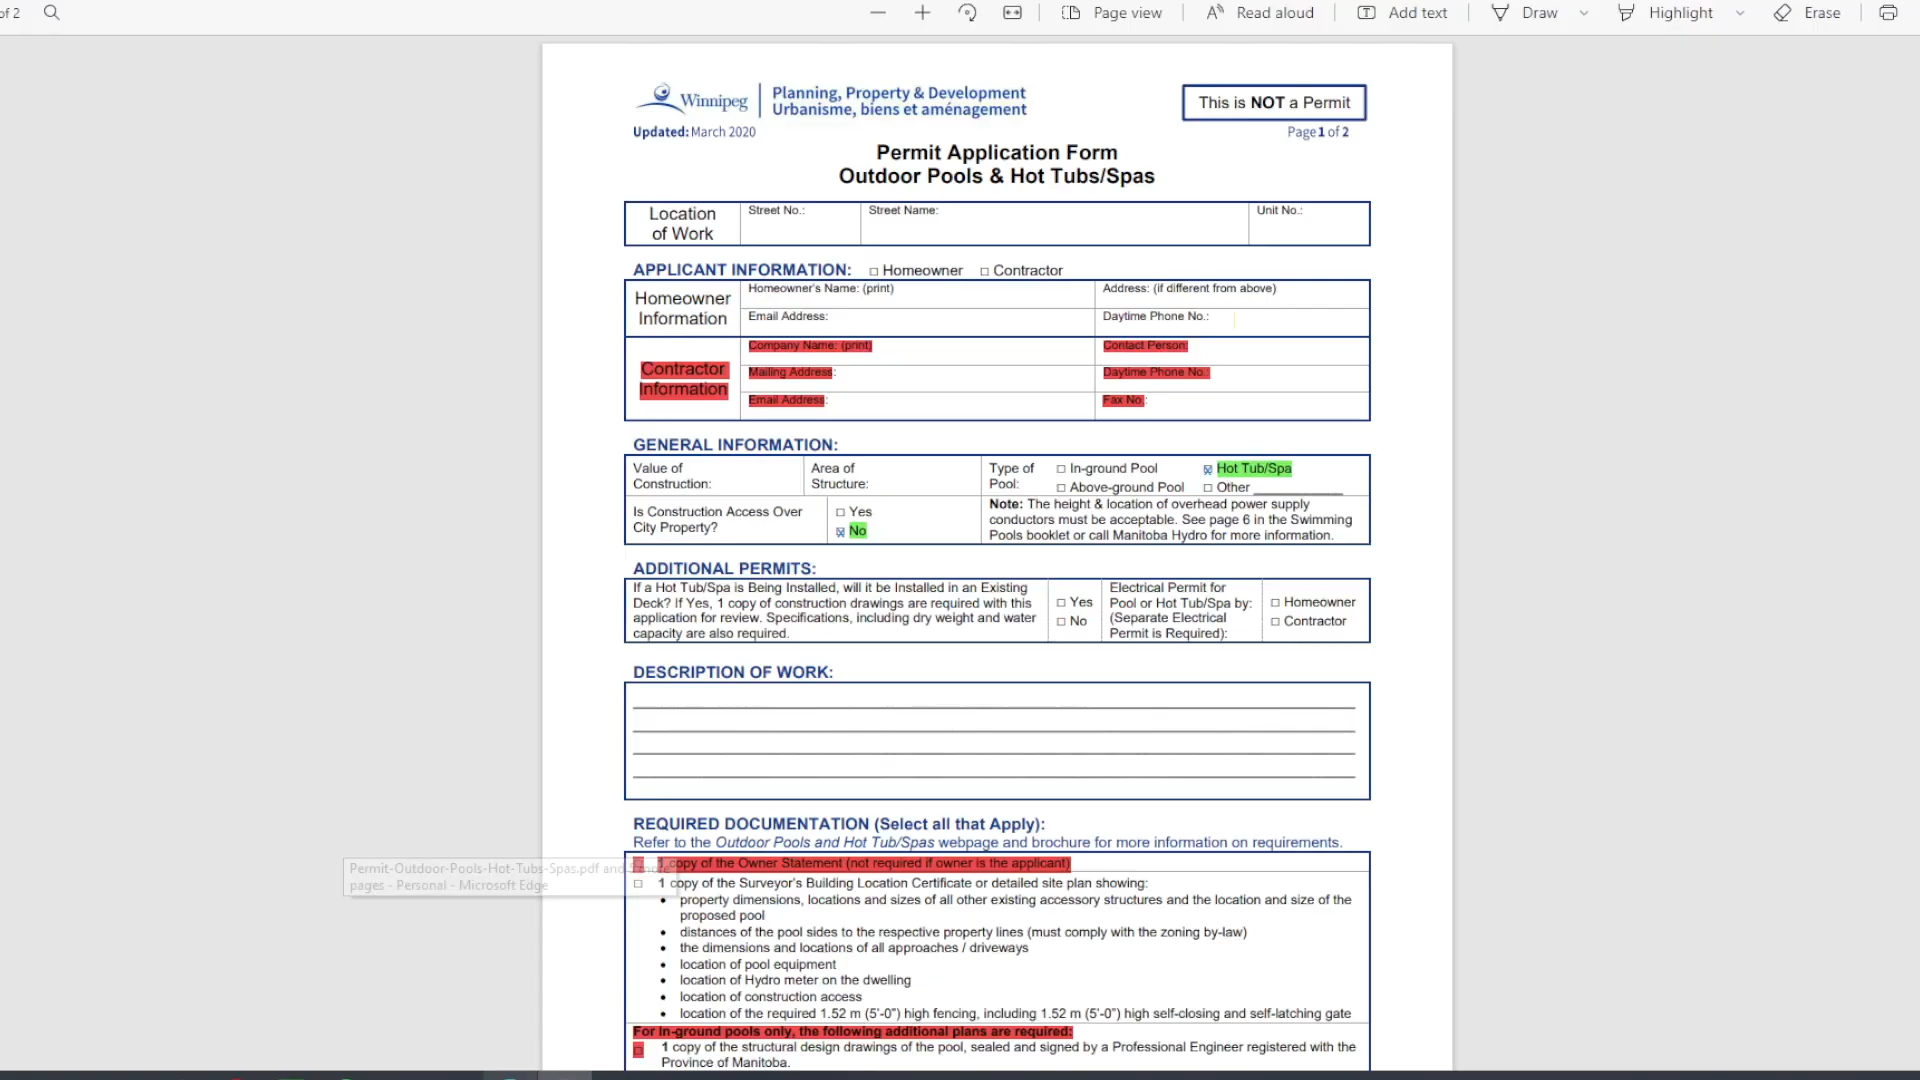 of 2
Page view
Read aloud
Add text
Draw
Highlight
Erase
Winnipeg
Planning, Property & Development
Urbanisme, biens et aménagement
This is NOT a Permit
Updated: March 2020
Page 1 of 2
Permit Application Form
Outdoor Pools & Hot Tubs/Spas
Location
of Work
Street No.:
Street Name:
Unit No.:
APPLICANT INFORMATION: □ Homeowner □ Contractor
Homeowner
Information
Homeowner's Name: (print)
Address: (if different from above)
Email Address:
Daytime Phone No.:
Contractor
Information
Company Name: (print)
Contact Person:
Mailing Address:
Daytime Phone No.:
Email Address:
Fax No.:
GENERAL INFORMATION:
Value of
Construction:
Area of
Structure:
Type of
Pool:
□ In-ground Pool
☒ Hot Tub/Spa
□ Above-ground Pool
□ Other ____________
Is Construction Access Over
City Property?
□ Yes
☒ No
Note: The height & location of overhead power supply
conductors must be acceptable. See page 6 in the Swimming
Pools booklet or call Manitoba Hydro for more information.
ADDITIONAL PERMITS:
If a Hot Tub/Spa is Being Installed, will it be Installed in an Existing
Deck? If Yes, 1 copy of construction drawings are required with this
application for review. Specifications, including dry weight and water
capacity are also required.
□ Yes
□ No
Electrical Permit for
Pool or Hot Tub/Spa by:
(Separate Electrical
Permit is Required):
□ Homeowner
□ Contractor
DESCRIPTION OF WORK:
REQUIRED DOCUMENTATION (Select all that Apply):
Refer to the Outdoor Pools and Hot Tub/Spas webpage and brochure for more information on requirements.
1 copy of the Owner Statement (not required if owner is the applicant)
Permit-Outdoor-Pools-Hot-Tubs-Spas.pdf and 5 more
pages - Personal - Microsoft Edge
□ 1 copy of the Surveyor's Building Location Certificate or detailed site plan showing:
• property dimensions, locations and sizes of all other existing accessory structures and the location and size of the
proposed pool
• distances of the pool sides to the respective property lines (must comply with the zoning by-law)
• the dimensions and locations of all approaches / driveways
• location of pool equipment
• location of Hydro meter on the dwelling
• location of construction access
• location of the required 1.52 m (5'-0") high fencing, including 1.52 m (5'-0") high self-closing and self-latching gate
For In-ground pools only, the following additional plans are required:
□ 1 copy of the structural design drawings of the pool, sealed and signed by a Professional Engineer registered with the
Province of Manitoba.